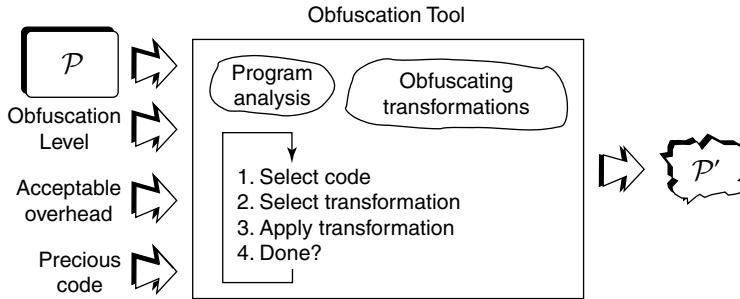 Obfuscation Tool
𝒫
Obfuscation
Level
Acceptable
overhead
Precious
code
Program
analysis
Obfuscating
transformations
1. Select code
2. Select transformation
3. Apply transformation
4. Done?
𝒫′